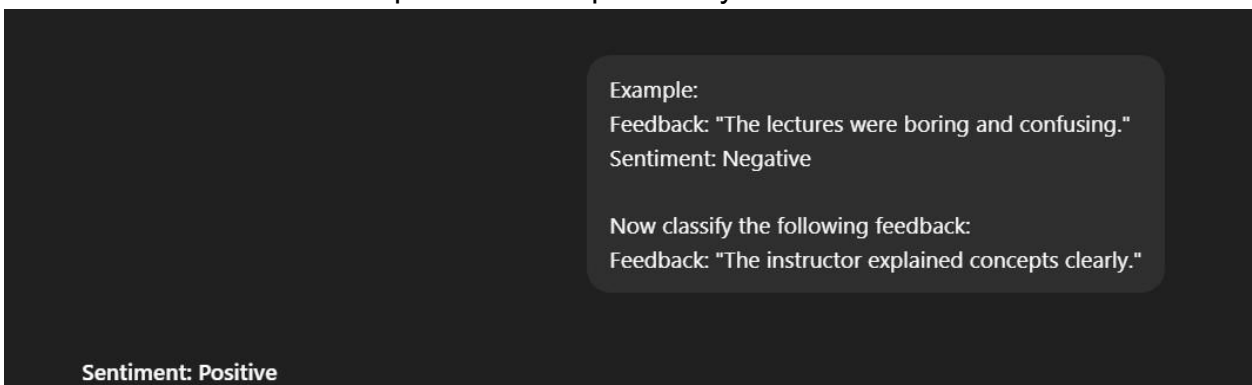 Example:
Feedback: "The lectures were boring and confusing."
Sentiment: Negative
Now classify the following feedback:
Feedback: "The instructor explained concepts clearly."
Sentiment: Positive